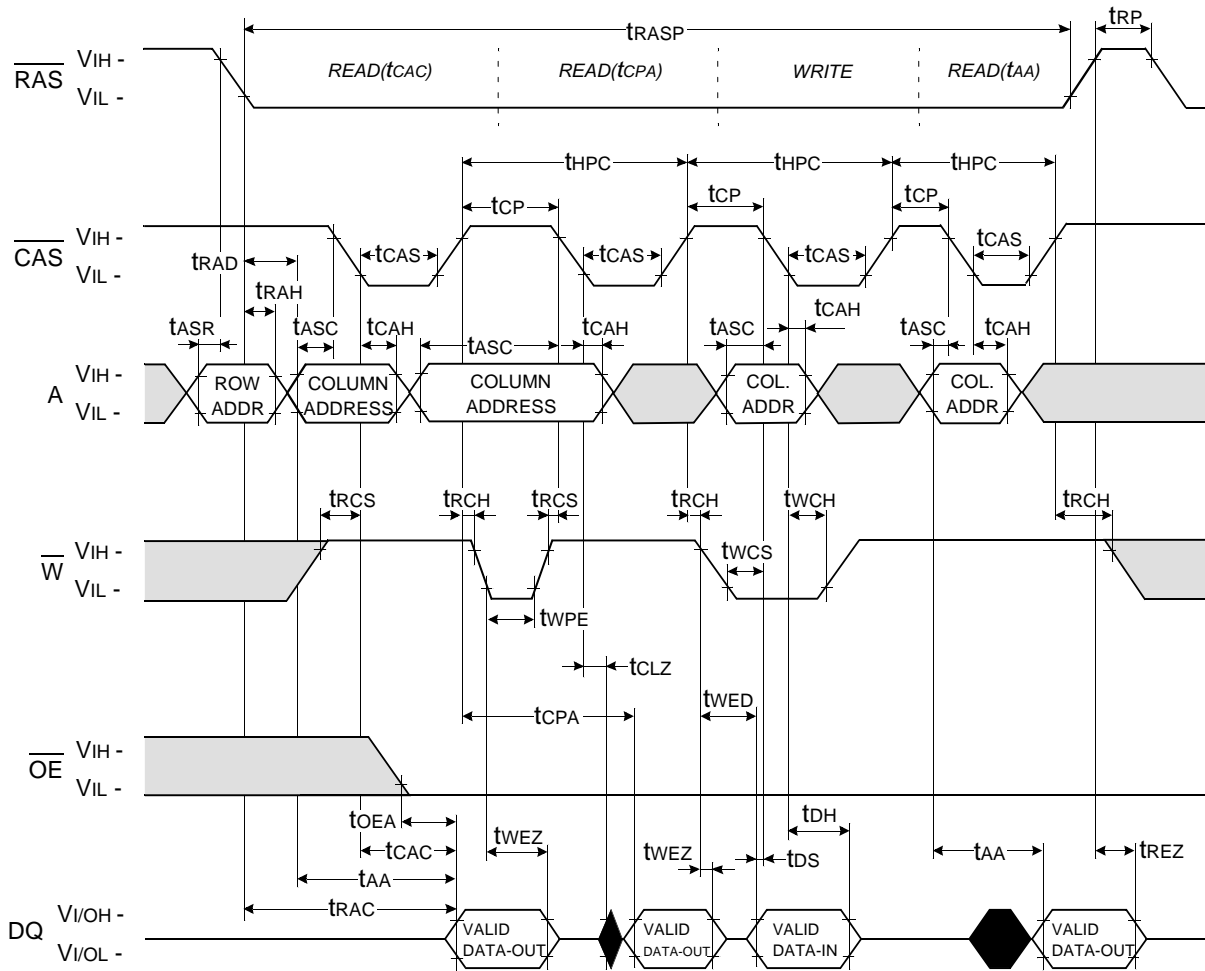 tRASP
tRP
RAS
VIH -
VIL -
READ(tCAC)
READ(tCPA)
WRITE
READ(tAA)
tHPC
tHPC
tHPC
tCP
tCP
tCP
CAS
VIH -
VIL -
tCAS
tCAS
tCAS
tCAS
tRAD
tRAH
tASR
tASC
tCAH
tASC
tCAH
tASC
tCAH
tASC
tCAH
A
VIH -
VIL -
ROW
ADDR
COLUMN
ADDRESS
COLUMN
ADDRESS
COL.
ADDR
COL.
ADDR
tRCS
tRCH
tRCS
tRCH
tWCH
tRCH
W
VIH -
VIL -
tWCS
tWPE
tCLZ
tCPA
tWED
OE
VIH -
VIL -
tOEA
tCAC
tAA
tRAC
tWEZ
tWEZ
tDH
tDS
tAA
tREZ
DQ
VI/OH -
VI/OL -
VALID
DATA-OUT
VALID
DATA-OUT
VALID
DATA-IN
VALID
DATA-OUT